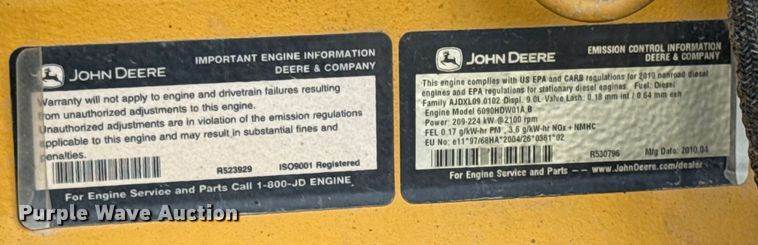 JOHN DEERE
IMPORTANT ENGINE INFORMATION
DEERE & COMPANY
Warranty will not apply to engine and drivetrain failures resulting
from unauthorized adjustments to this engine.
Unauthorized adjustments are in violation of the emission regulations
applicable to this engine and may result in substantial fines and
penalties.
R523929 ISO9001 Registered
For Engine Service and Parts Call 1-800-JD ENGINE
JOHN DEERE
EMISSION CONTROL INFORMATION
DEERE & COMPANY
This engine complies with US EPA and CARB regulations for 2010 nonroad diesel
engines and EPA regulations for stationary diesel engines. Fuel: Diesel
Family AJDXL09.0102 Displ. 9.0L Valve Lash: 0.18 mm int / 0.64 mm exh
Engine Model 6090HDW01A,B
Power: 209-224 kW @2100 rpm
FEL 0.17 g/kW-hr PM, 3.6 g/kW-hr NOx + NMHC
EU No: e11*97/68HA*2004/26*0381*02
R530796 Mfg Date: 2010.04
For Engine Service and Parts -- www.JohnDeere.com/dealer
Purple Wave Auction